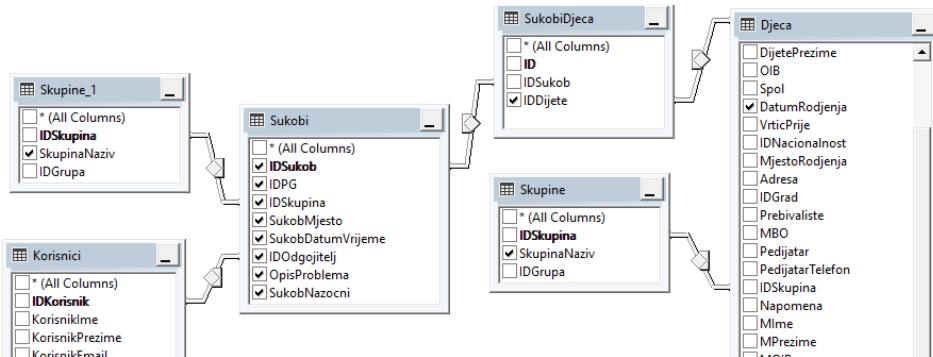 Skupine_1
* (All Columns)
IDSkupina
SkupinaNaziv
IDGrupa
Korisnici
* (All Columns)
IDKorisnik
KorisnikIme
KorisnikPrezime
KorisnikEmail
Sukobi
* (All Columns)
IDSukob
IDPG
IDSkupina
SukobMjesto
SukobDatumVrijeme
IDOdgojitelj
OpisProblema
SukobNazocni
SukobiDjeca
* (All Columns)
ID
IDSukob
IDDijete
Skupine
* (All Columns)
IDSkupina
SkupinaNaziv
IDGrupa
Djeca
DijetePrezime
OIB
Spol
DatumRodjenja
VrticPrije
IDNacionalnost
MjestoRodjenja
Adresa
IDGrad
Prebivaliste
MBO
Pedijatar
PedijatarTelefon
IDSkupina
Napomena
MIme
MPrezime